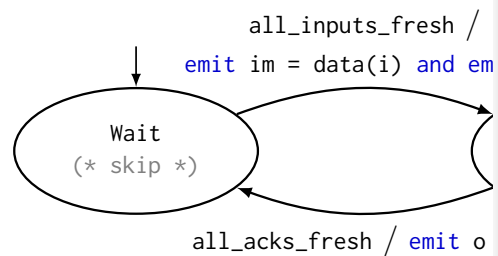 all_inputs_fresh /
emit im = data(i) and em
Wait
(* skip *)
all_acks_fresh / emit o